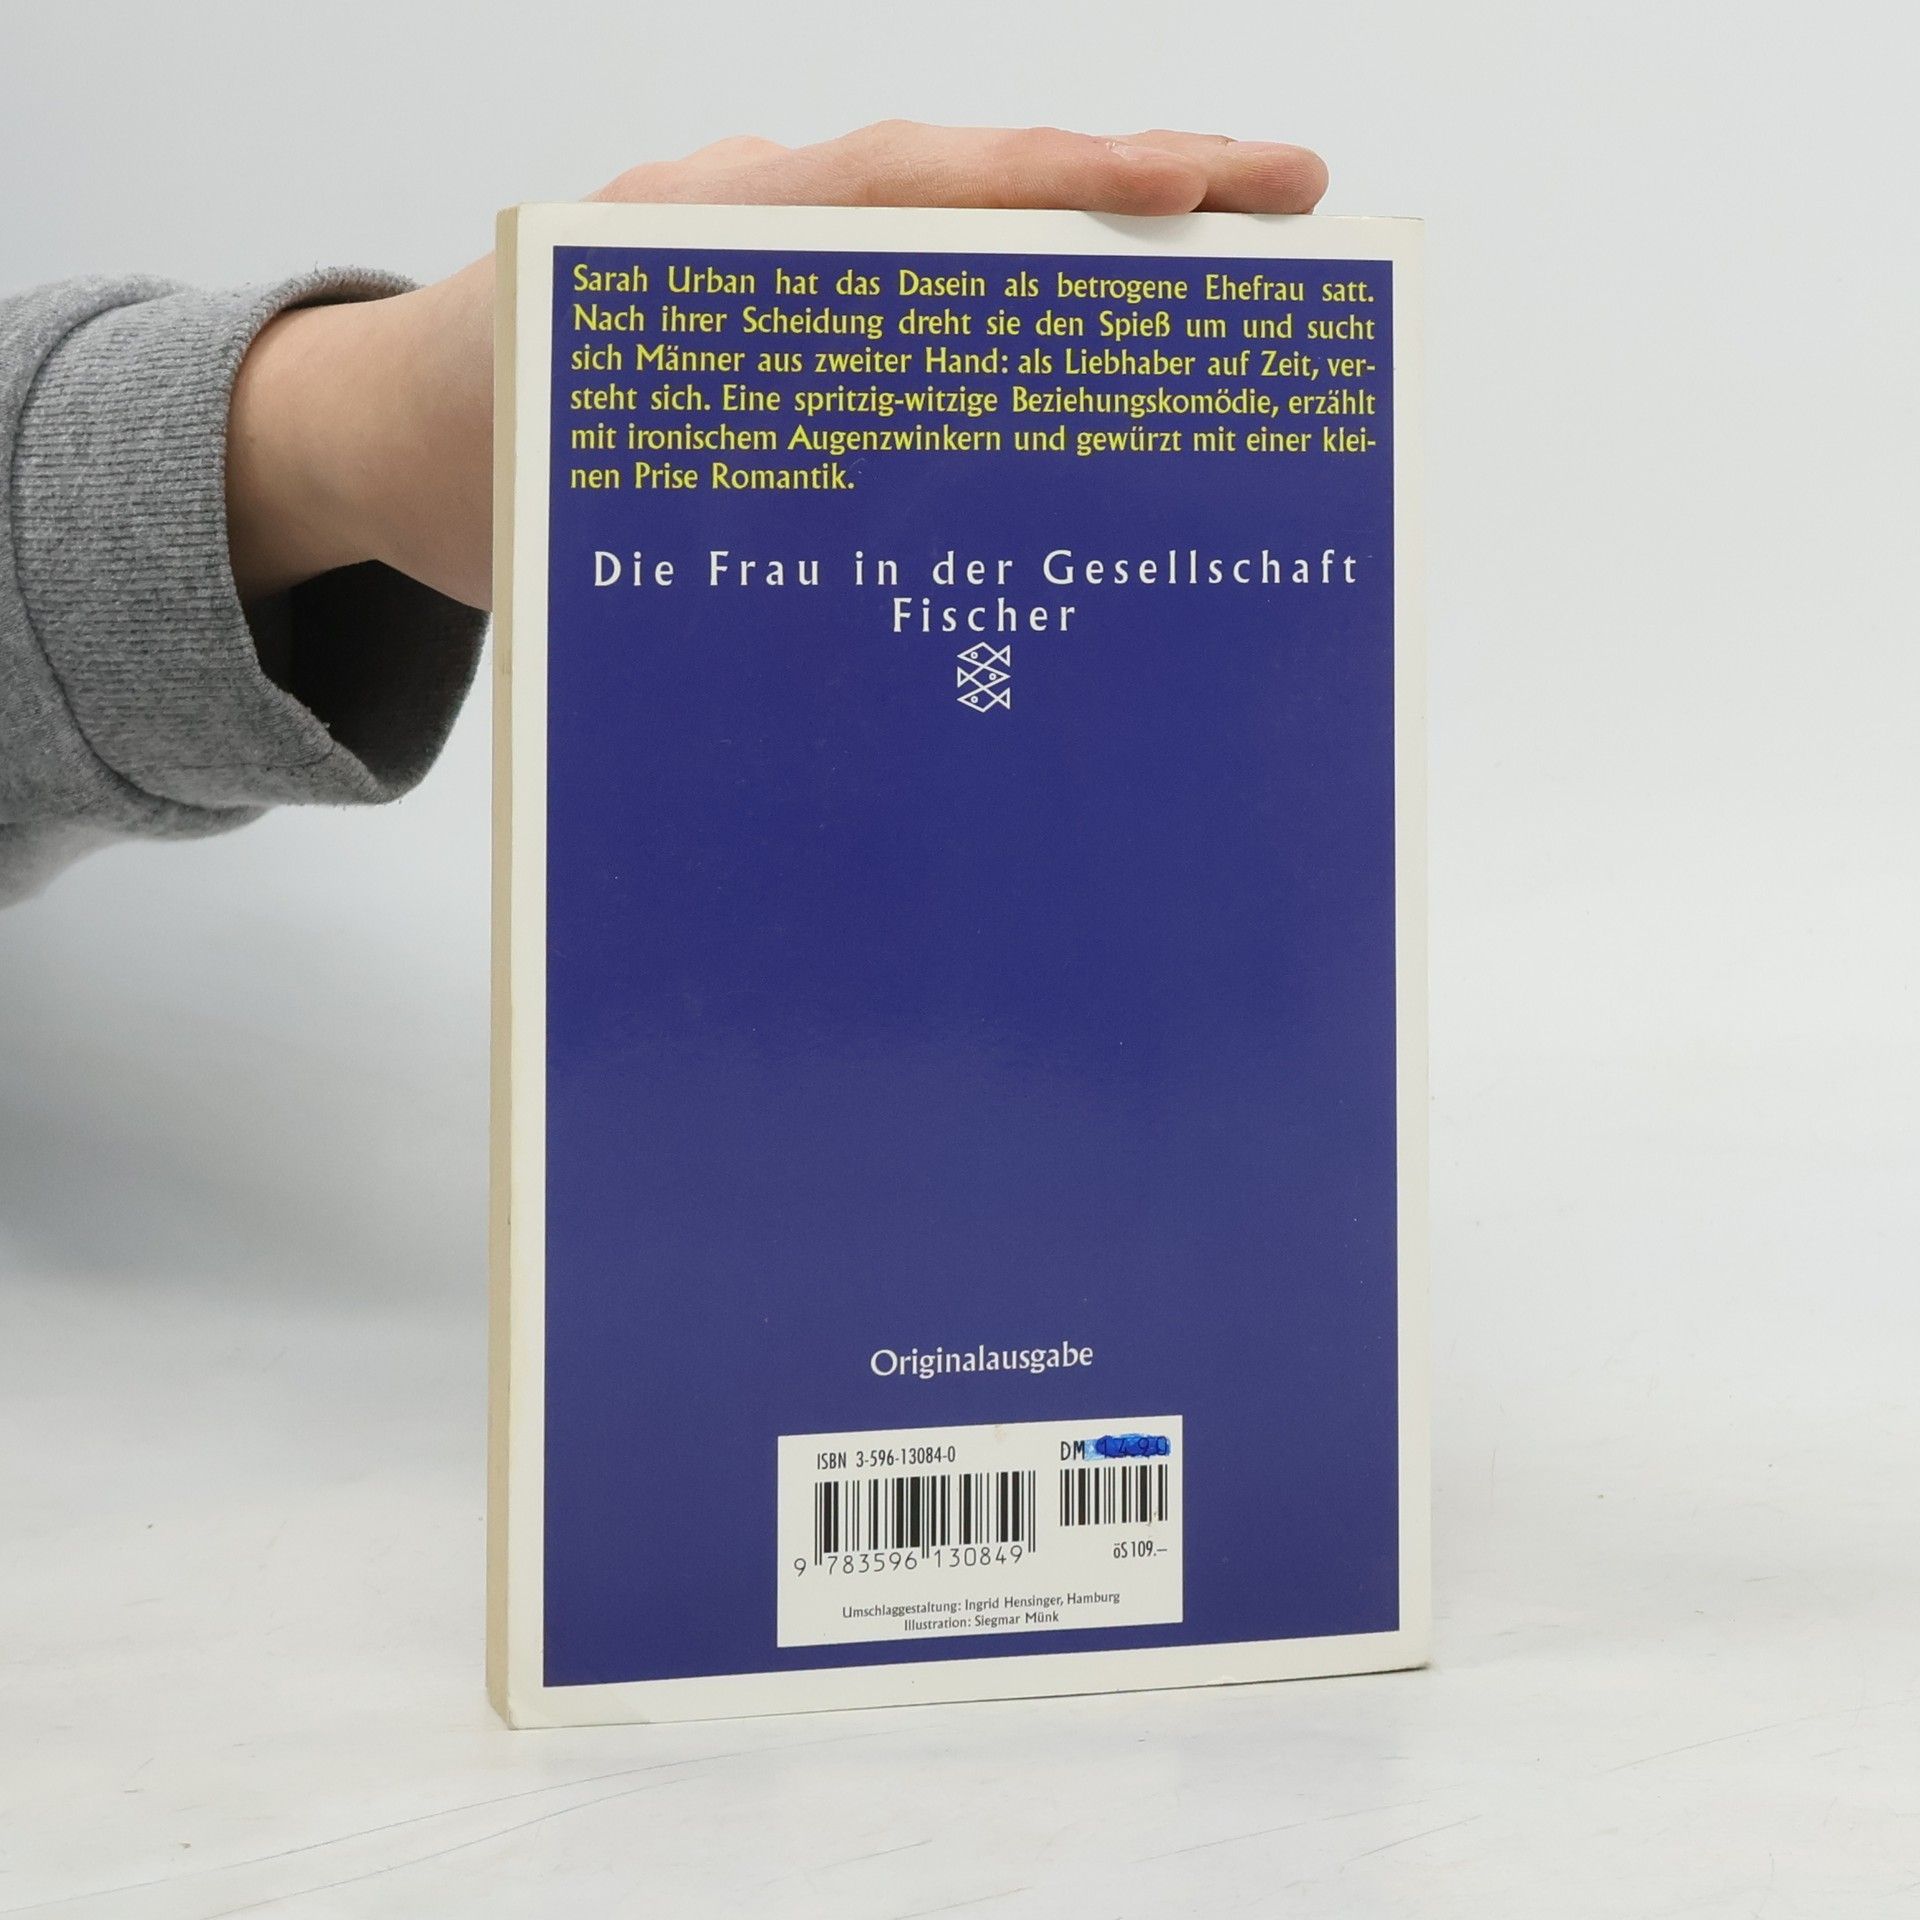 Sarah Urban hat das Dasein als betrogene Ehefrau satt.
Nach ihrer Scheidung dreht sie den Spieß um und sucht
sich Männer aus zweiter Hand: als Liebhaber auf Zeit, ver-
steht sich. Eine spritzig-witzige Beziehungskomödie, erzählt
mit ironischem Augenzwinkern und gewürzt mit einer klei-
nen Prise Romantik.
Die Frau in der Gesellschaft
Fischer
Originalausgabe
ISBN 3-596-13084-0
DM 1490
9 783596 130849
öS 109.–
Umschlaggestaltung: Ingrid Hensinger, Hamburg
Illustration: Siegmar Münk